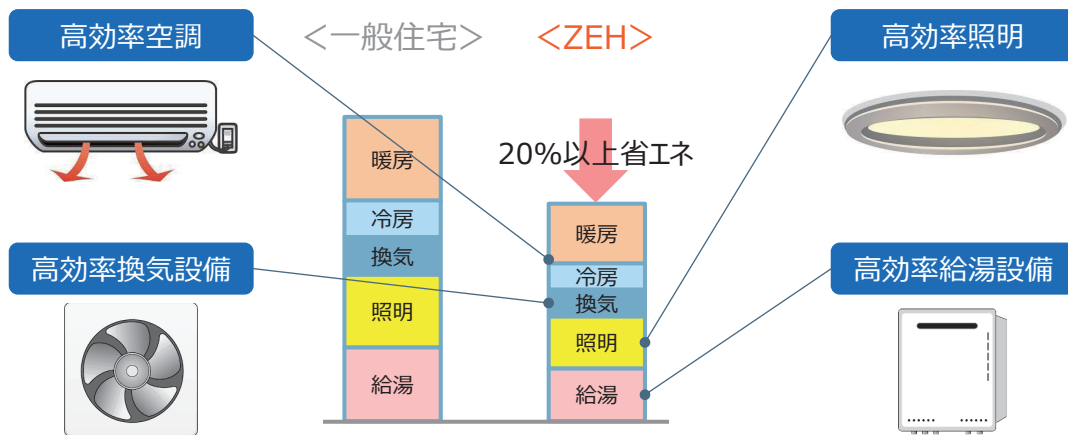 高効率空調
＜一般住宅＞
＜ZEH＞
高効率照明
20%以上省エネ
暖房
冷房
換気
照明
給湯
暖房
冷房
換気
照明
給湯
高効率換気設備
高効率給湯設備